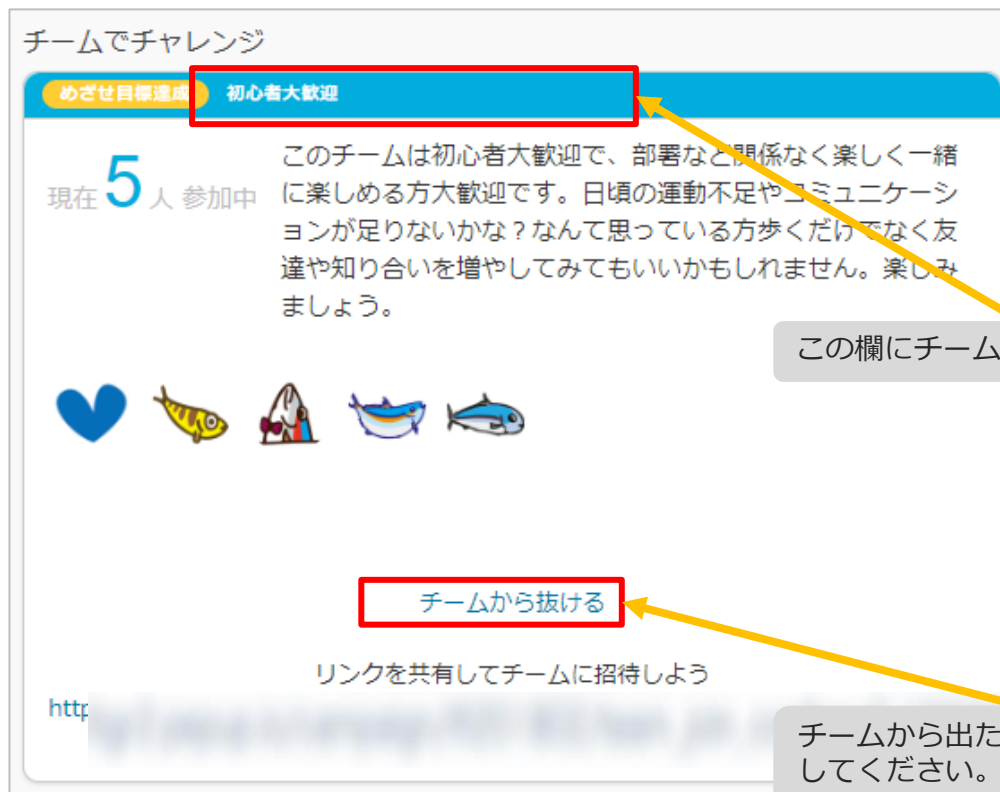 チームでチャレンジ
めざせ目標達成 初心者大歓迎
現在 5 人 参加中
このチームは初心者大歓迎で、部署など関係なく楽しく一緒
に楽しめる方大歓迎です。日頃の運動不足やコミュニケーシ
ョンが足りないかな？なんて思っている方歩くだけでなく友
達や知り合いを増やしてみてもいいかもしれません。楽しみ
ましょう。
この欄にチーム
チームから抜ける
リンクを共有してチームに招待しよう
http
チームから出た
してください。